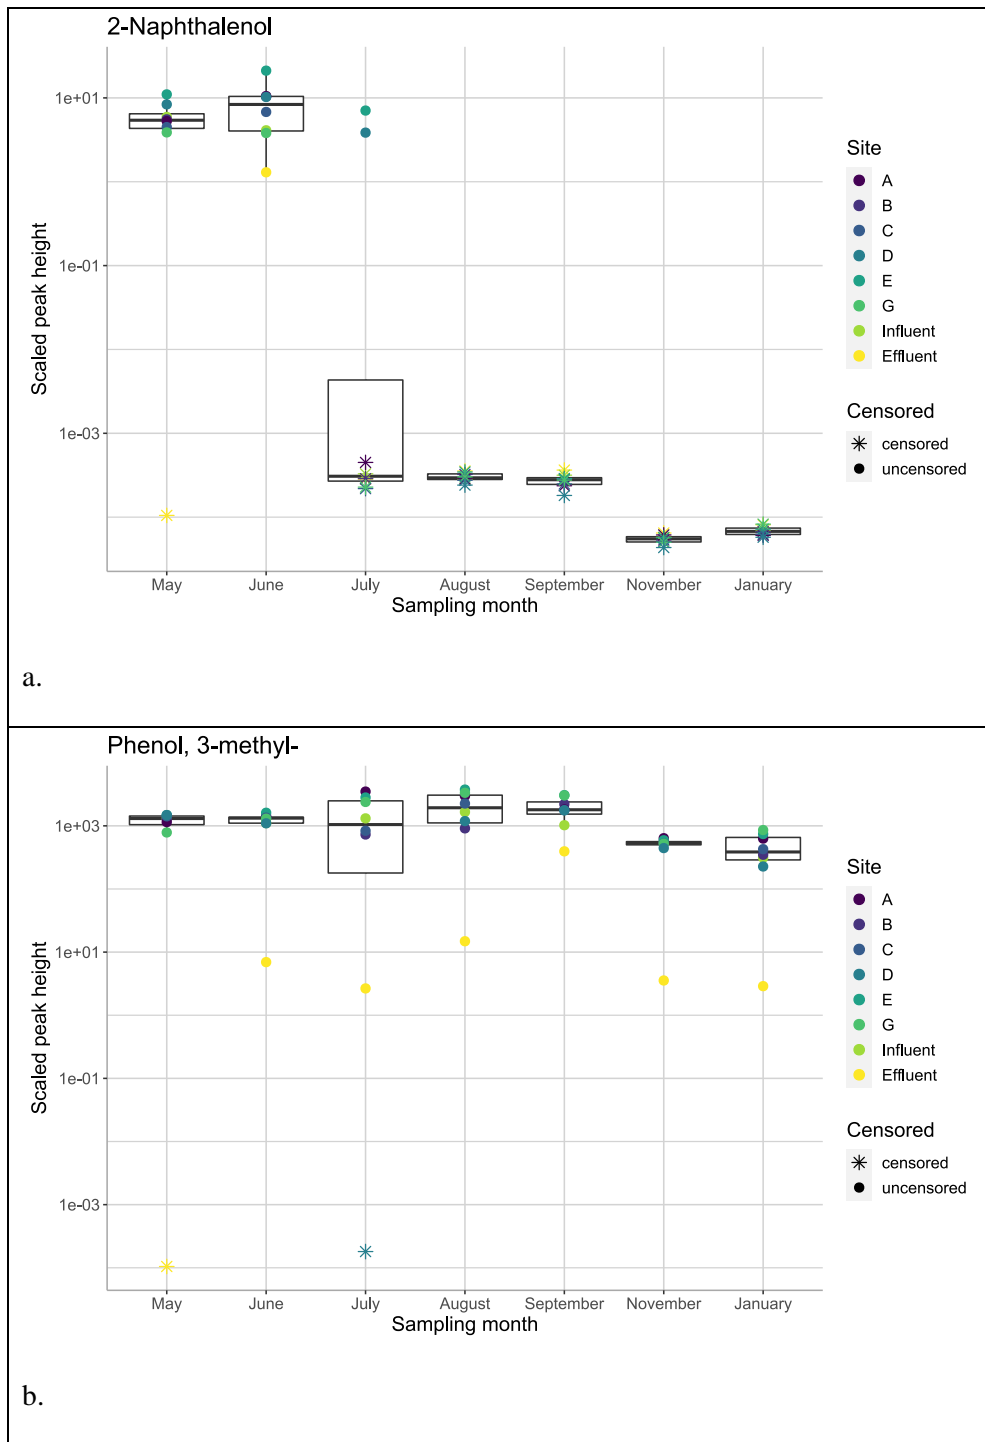 2-Naphthalenol
1e+01
1e-01
1e-03
Scaled peak height
May June July August September November January
Sampling month
Site
A
B
C
D
E
G
Influent
Effluent
Censored
censored
uncensored
a.
Phenol, 3-methyl-
1e+03
1e+01
1e-01
1e-03
Scaled peak height
May June July August September November January
Sampling month
Site
A
B
C
D
E
G
Influent
Effluent
Censored
censored
uncensored
b.